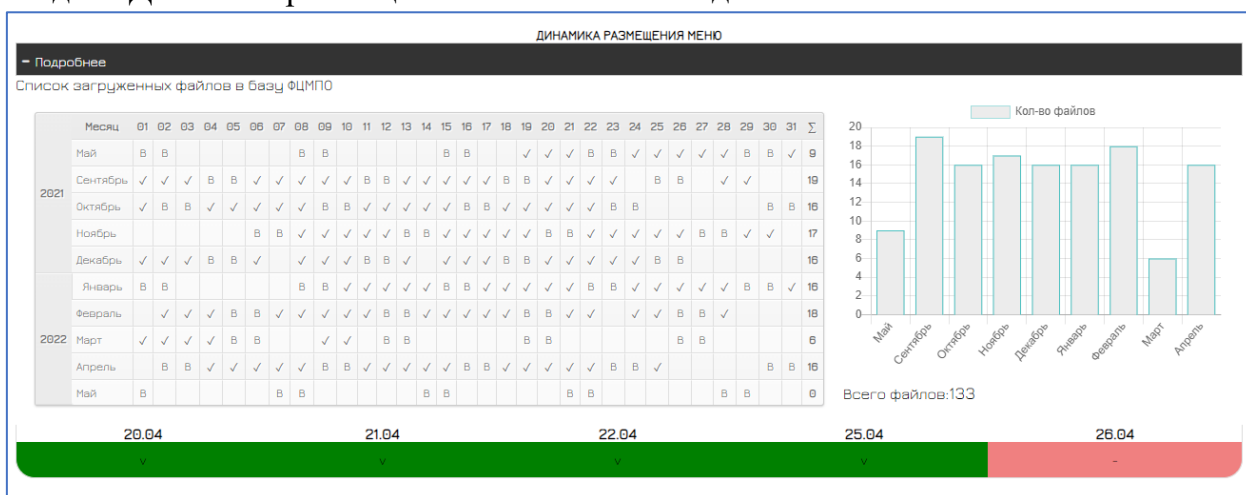 ДИНАМИКА РАЗМЕЩЕНИЯ МЕНЮ
– Подробнее
Список загруженных файлов в базу ФЦМПО
Месяц 01 02 03 04 05 06 07 08 09 10 11 12 13 14 15 16 17 18 19 20 21 22 23 24 25 26 27 28 29 30 31 Σ
2021
Май В В В В В В ✓ ✓ ✓ В В ✓ ✓ ✓ ✓ ✓ В В ✓ 9
Сентябрь ✓ ✓ ✓ В В ✓ ✓ ✓ ✓ ✓ В В ✓ ✓ ✓ ✓ ✓ В В ✓ ✓ ✓ ✓ В В ✓ ✓ 19
Октябрь ✓ В В ✓ ✓ ✓ ✓ ✓ В В ✓ ✓ ✓ ✓ ✓ В В ✓ ✓ ✓ ✓ ✓ В В В В 16
Ноябрь В В ✓ ✓ ✓ ✓ В В ✓ ✓ ✓ ✓ ✓ В В ✓ ✓ ✓ ✓ ✓ В В ✓ ✓ 17
Декабрь ✓ ✓ ✓ В В ✓ ✓ ✓ ✓ В В ✓ ✓ ✓ ✓ В В ✓ ✓ ✓ ✓ ✓ В В 16
2022
Январь В В В В ✓ ✓ ✓ ✓ ✓ В В ✓ ✓ ✓ ✓ ✓ В В ✓ ✓ ✓ ✓ ✓ В В ✓ 16
Февраль ✓ ✓ ✓ ✓ В В ✓ ✓ ✓ ✓ ✓ В В ✓ ✓ ✓ ✓ ✓ В В ✓ ✓ ✓ ✓ В В ✓ 18
Март ✓ ✓ ✓ ✓ В В ✓ ✓ В В В В В В 6
Апрель В В ✓ ✓ ✓ ✓ ✓ В В ✓ ✓ ✓ ✓ ✓ В В ✓ ✓ ✓ ✓ ✓ В В ✓ В В 16
Май В В В В В В В В В 0
Кол-во файлов
20
18
16
14
12
10
8
6
4
2
0
Май Сентябрь Октябрь Ноябрь Декабрь Январь Февраль Март Апрель
Всего файлов:133
20.04 21.04 22.04 25.04 26.04
v v v v -